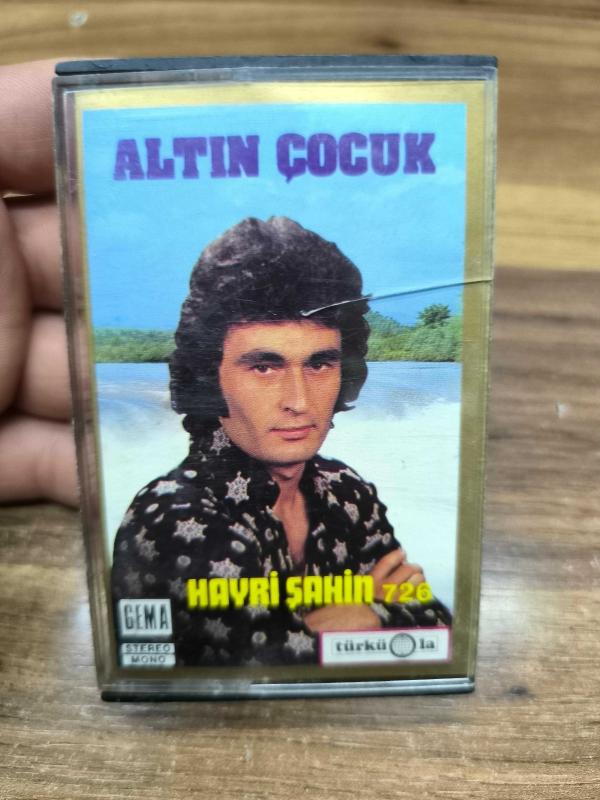 ALTIN ÇOCUK
HAYRİ ŞAHİN 726
GEMA
STEREO
MONO
türkü la